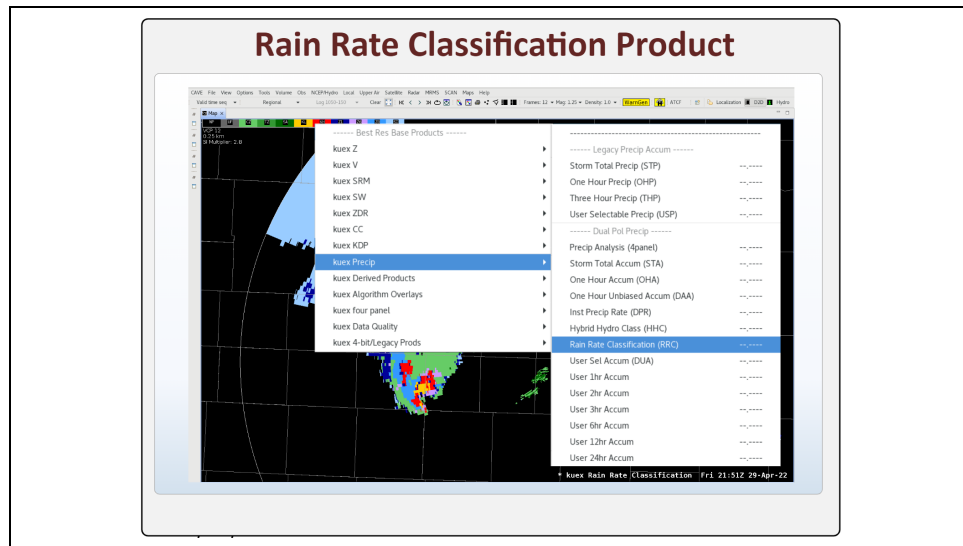 Rain Rate Classification Product
CAVE File View Options Tools Volume Obs NCEP/Hydro Local Upper Air Satellite Radar MRMS SCAN Maps Help
Valid time seq Regional Log 1050-150 Clear Frames: 12 Mag: 1.25 Density: 1.0 WarnGen ATCF Localization CUD Hydro
Map
VCP 12
0.25 km
SI Multiplier: 2.0
------ Best Res Base Products ------
kuex Z
kuex V
kuex SRM
kuex SW
kuex ZDR
kuex CC
kuex KDP
kuex Precip
kuex Derived Products
kuex Algorithm Overlays
kuex four panel
kuex Data Quality
kuex 4-bit/Legacy Prods
------ Legacy Precip Accum ------
Storm Total Precip (STP) --.----
One Hour Precip (OHP) --.----
Three Hour Precip (THP) --.----
User Selectable Precip (USP) --.----
------ Dual Pol Precip ------
Precip Analysis (4panel) --.----
Storm Total Accum (STA) --.----
One Hour Accum (OHA) --.----
One Hour Unbiased Accum (DAA) --.----
Inst Precip Rate (DPR) --.----
Hybrid Hydro Class (HHC) --.----
Rain Rate Classification (RRC) --.----
User Sel Accum (DUA) --.----
User 1hr Accum --.----
User 2hr Accum --.----
User 3hr Accum --.----
User 6hr Accum --.----
User 12hr Accum --.----
User 24hr Accum --.----
* kuex Rain Rate Classification Fri 21:51Z 29-Apr-22